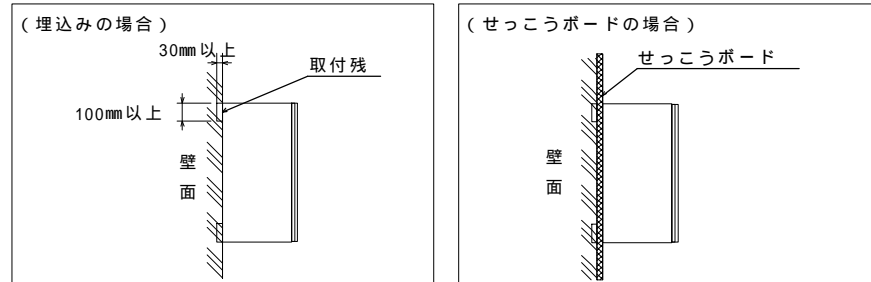 (埋込みの場合)
30mm以上
取付残
100mm以上
壁
面
(せっこうボードの場合)
せっこうボード
壁
面